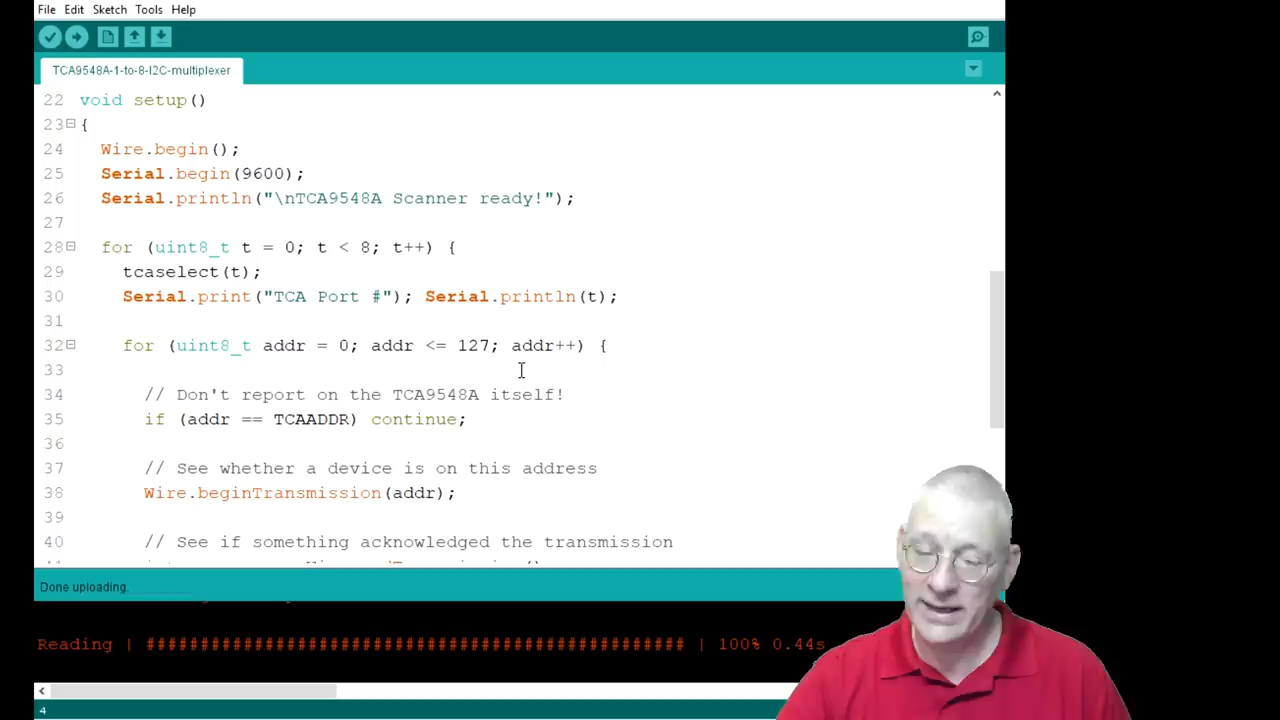 File Edit Sketch Tools Help
TCA9548A-1-to-8-I2C-multiplexer
22 void setup()
23 {
24 Wire.begin();
25 Serial.begin(9600);
26 Serial.println("\nTCA9548A Scanner ready!");
27
28 for (uint8_t t = 0; t < 8; t++) {
29 tcaselect(t);
30 Serial.print("TCA Port #"); Serial.println(t);
31
32 for (uint8_t addr = 0; addr <= 127; addr++) {
33
34 // Don't report on the TCA9548A itself!
35 if (addr == TCAADDR) continue;
36
37 // See whether a device is on this address
38 Wire.beginTransmission(addr);
39
40 // See if something acknowledged the transmission
Done uploading.
Reading | ################################################## | 100% 0.44s
4